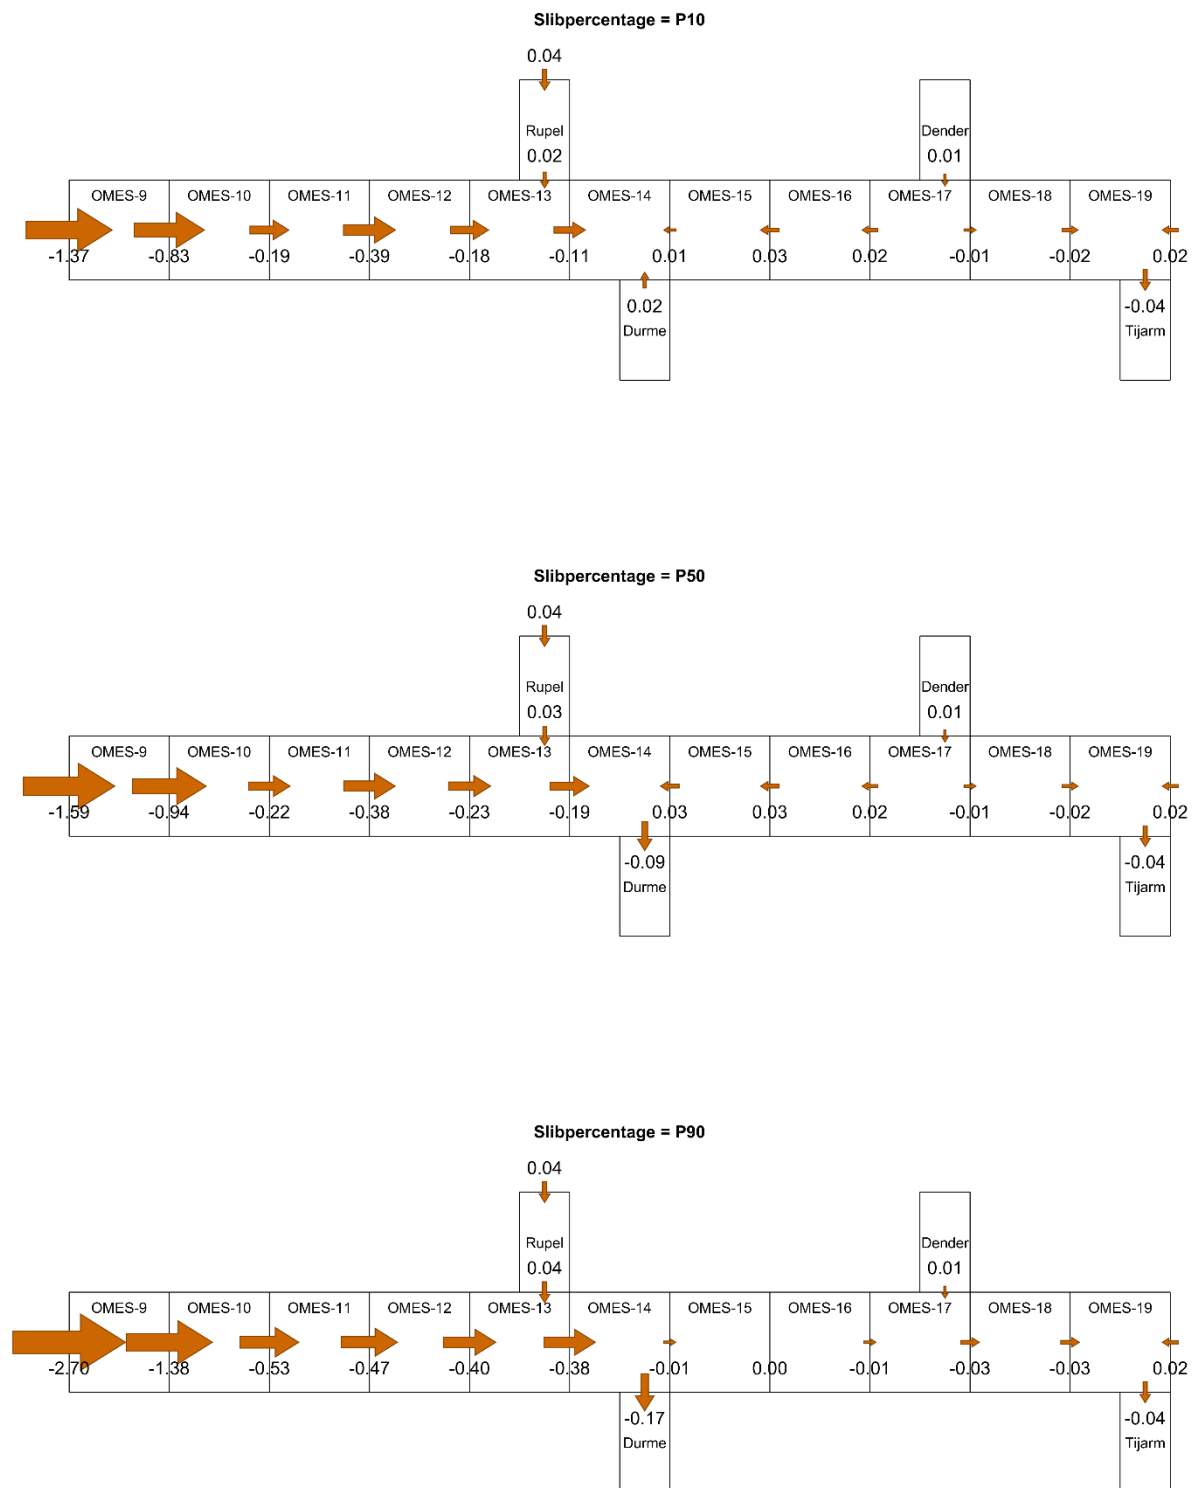 Slibpercentage = P10
0.04
Rupel Dender
0.02 0.01
OMES-9 OMES-10 OMES-11 OMES-12 OMES-13 OMES-14 OMES-15 OMES-16 OMES-17 OMES-18 OMES-19
-1.37 -0.83 -0.19 -0.39 -0.18 -0.11 0.01 0.03 0.02 -0.01 -0.02 0.02
0.02 -0.04
Durme Tijarm
Slibpercentage = P50
0.04
Rupel Dender
0.03 0.01
OMES-9 OMES-10 OMES-11 OMES-12 OMES-13 OMES-14 OMES-15 OMES-16 OMES-17 OMES-18 OMES-19
-1.59 -0.94 -0.22 -0.38 -0.23 -0.19 0.03 0.03 0.02 -0.01 -0.02 0.02
-0.09 -0.04
Durme Tijarm
Slibpercentage = P90
0.04
Rupel Dender
0.04 0.01
OMES-9 OMES-10 OMES-11 OMES-12 OMES-13 OMES-14 OMES-15 OMES-16 OMES-17 OMES-18 OMES-19
-2.70 -1.38 -0.53 -0.47 -0.40 -0.38 -0.01 0.00 -0.01 -0.03 -0.03 0.02
-0.17 -0.04
Durme Tijarm